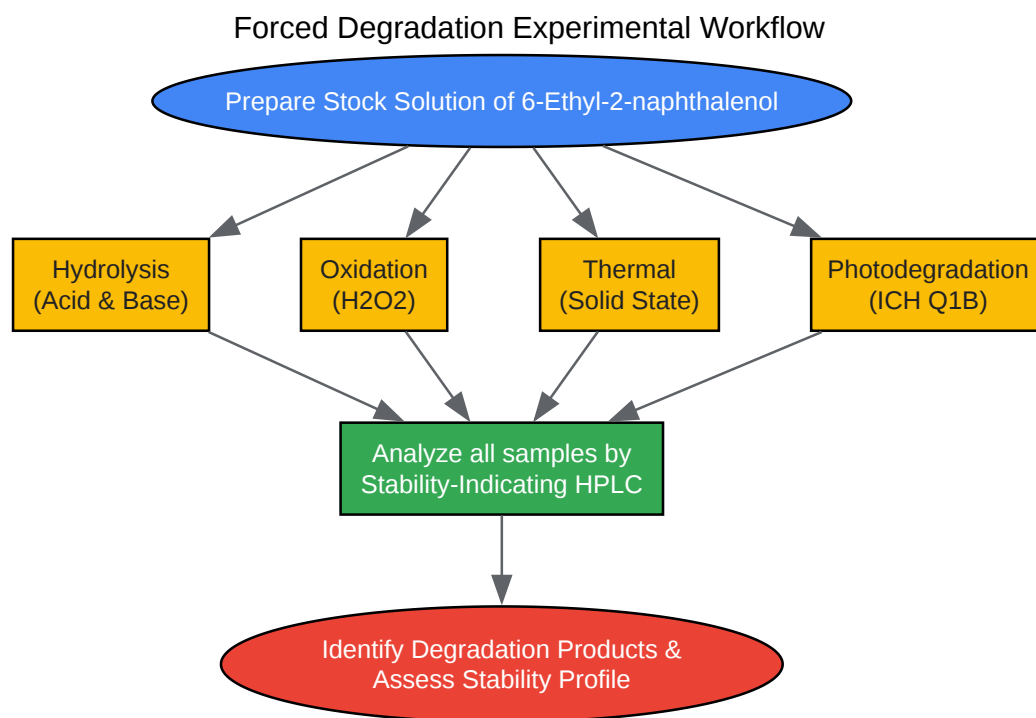 Forced Degradation Experimental Workflow
Prepare Stock Solution of 6-Ethyl-2-naphthalenol
Hydrolysis
(Acid & Base)
Oxidation
(H2O2)
Thermal
(Solid State)
Photodegradation
(ICH Q1B)
Analyze all samples by
Stability-Indicating HPLC
Identify Degradation Products &
Assess Stability Profile